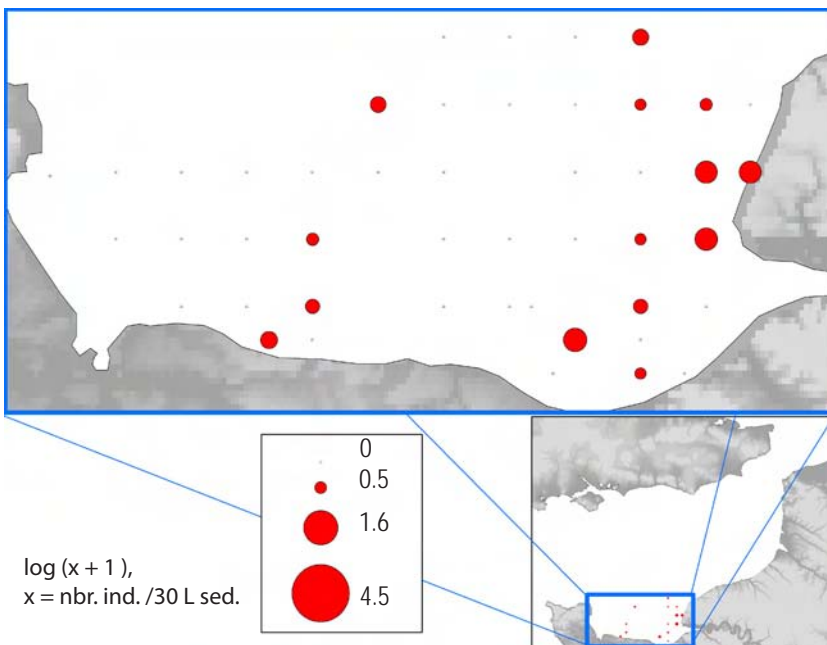 0
0.5
1.6
4.5
log (x + 1 ),
x = nbr. ind. /30 L sed.